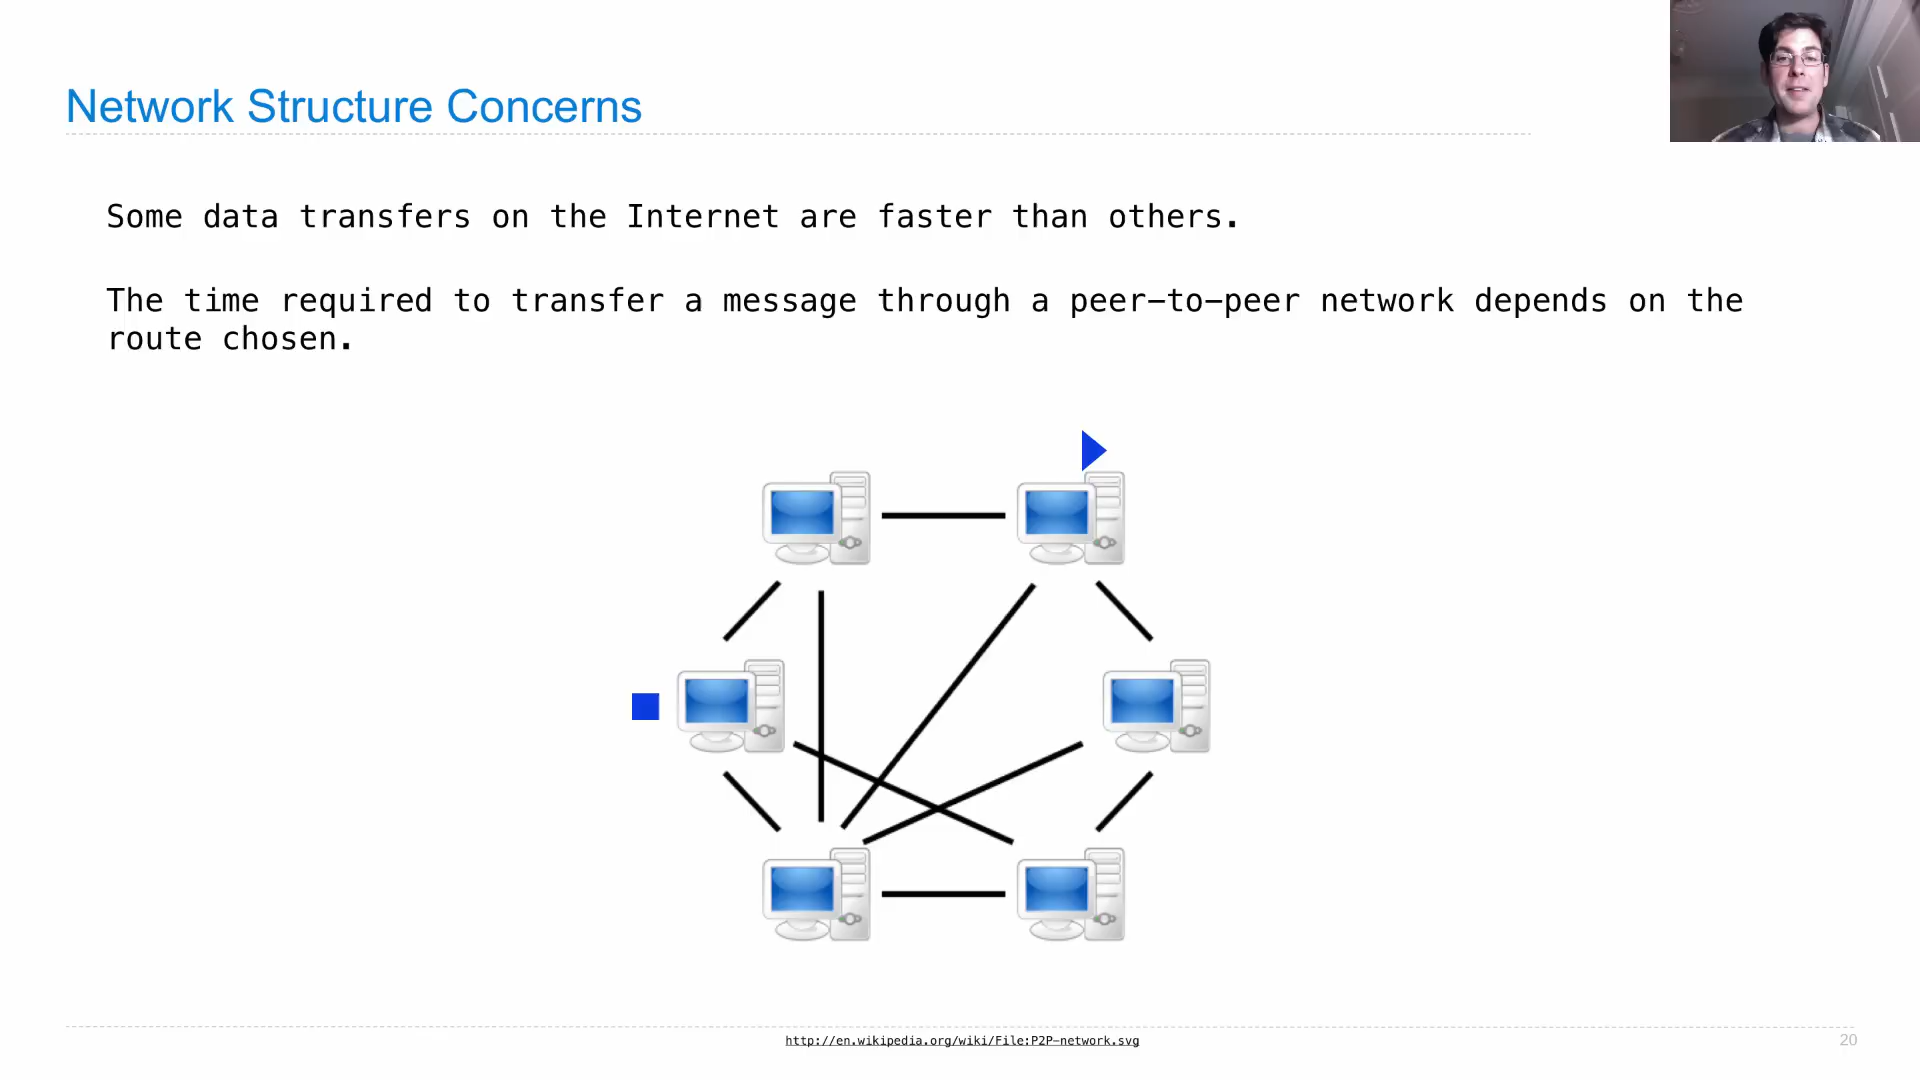 Network Structure Concerns
Some data transfers on the Internet are faster than others.
The time required to transfer a message through a peer-to-peer network depends on the
route chosen.
http://en.wikipedia.org/wiki/File:P2P-network.svg
20